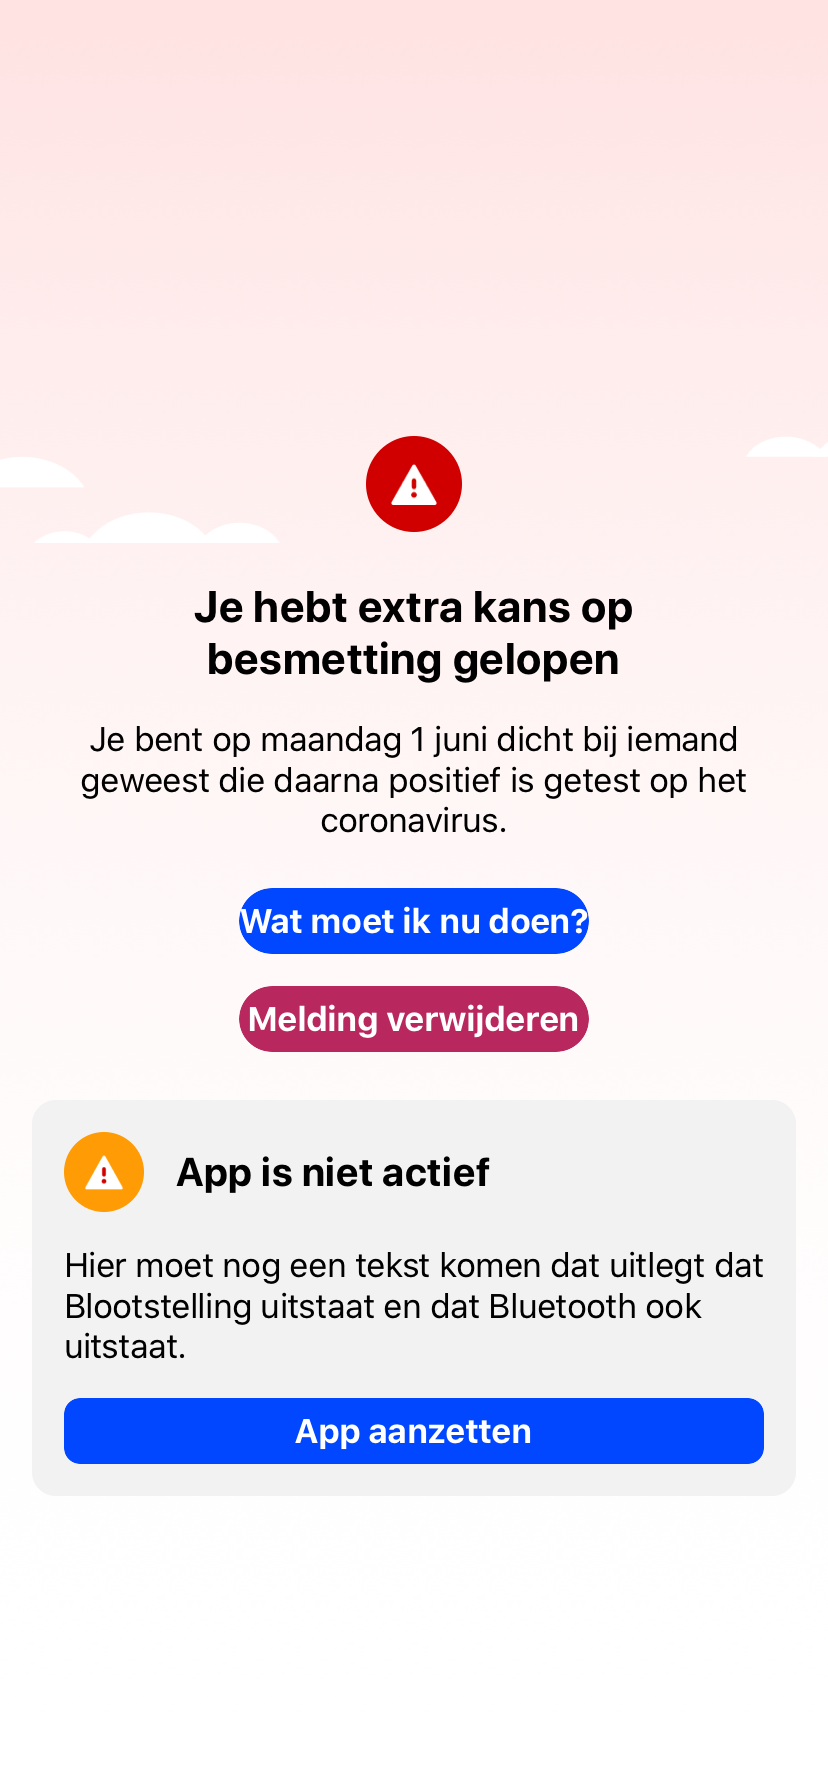 Je hebt extra kans op
besmetting gelopen
Je bent op maandag 1 juni dicht bij iemand
geweest die daarna positief is getest op het
coronavirus.
Wat moet ik nu doen?
Melding verwijderen
App is niet actief
Hier moet nog een tekst komen dat uitlegt dat
Blootstelling uitstaat en dat Bluetooth ook
uitstaat.
App aanzetten